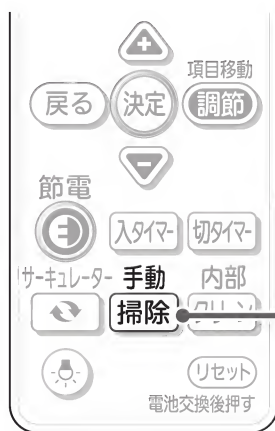 +
項目移動
戻る 決定 調節
−
節電
入タイマー 切タイマー
サーキュレーター 手動 内部
掃除 クリーン
リセット
電池交換後押す